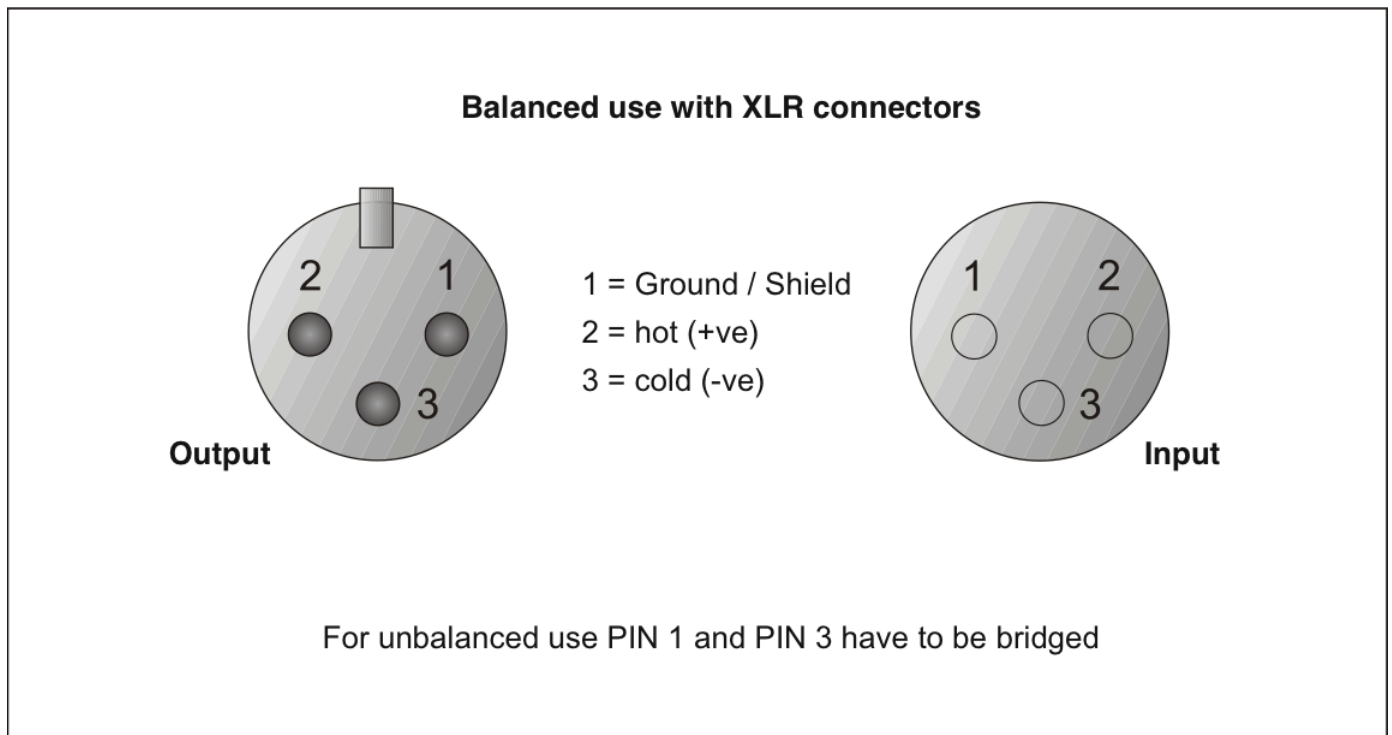 Balanced use with XLR connectors
2 1
1 = Ground / Shield
2 = hot (+ve)
3 = cold (-ve)
1 2
3
3
Output
Input
For unbalanced use PIN 1 and PIN 3 have to be bridged